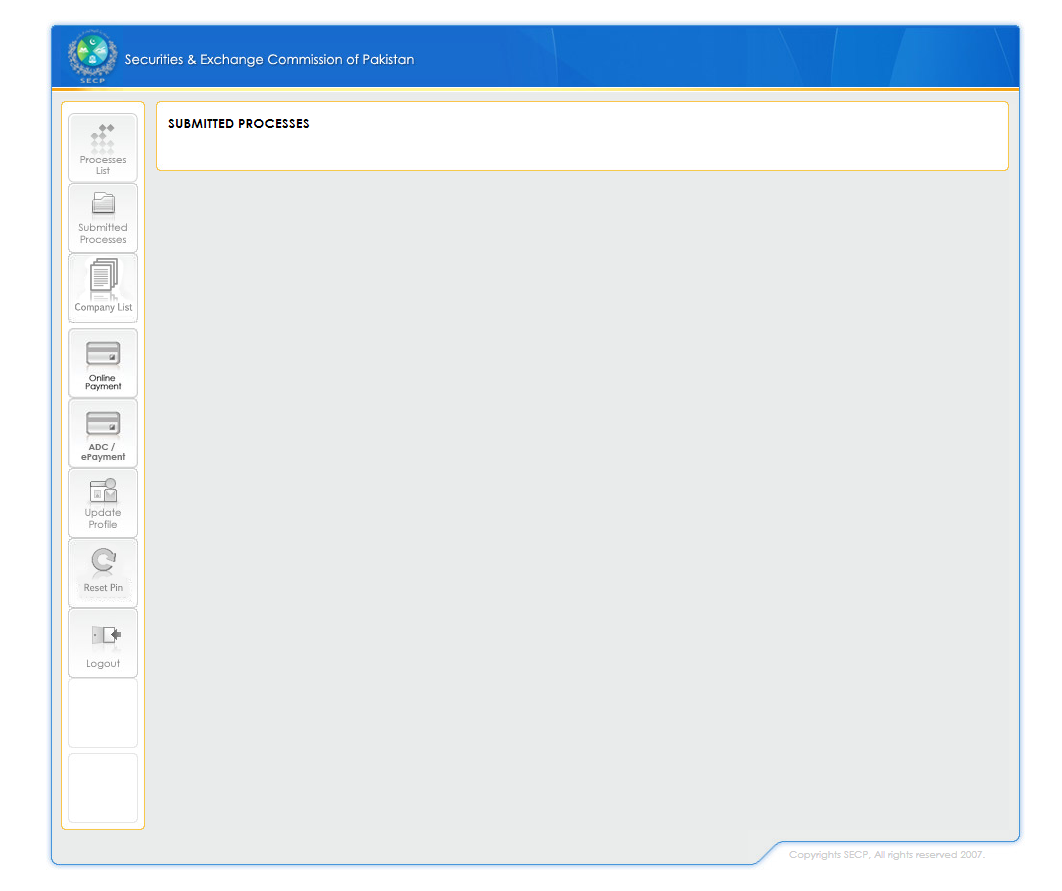 SECP
Securities & Exchange Commission of Pakistan
SUBMITTED PROCESSES
Processes
List
Submitted
Processes
Company List
Online
Payment
ADC /
ePayment
Update
Profile
Reset Pin
Logout
Copyrights SECP, All rights reserved 2007.